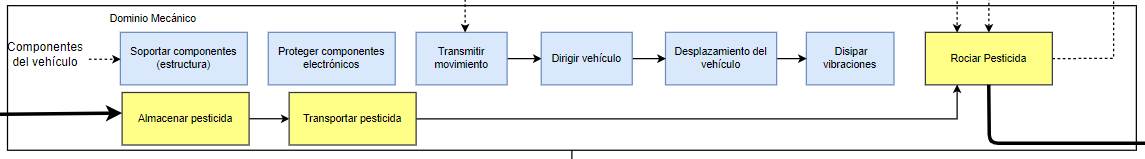 Dominio Mecánico
Componentes
del vehículo
Soportar componentes
(estructura)
Proteger componentes
electrónicos
Transmitir
movimiento
Dirigir vehículo
Desplazamiento del
vehículo
Disipar
vibraciones
Rociar Pesticida
Almacenar pesticida
Transportar pesticida